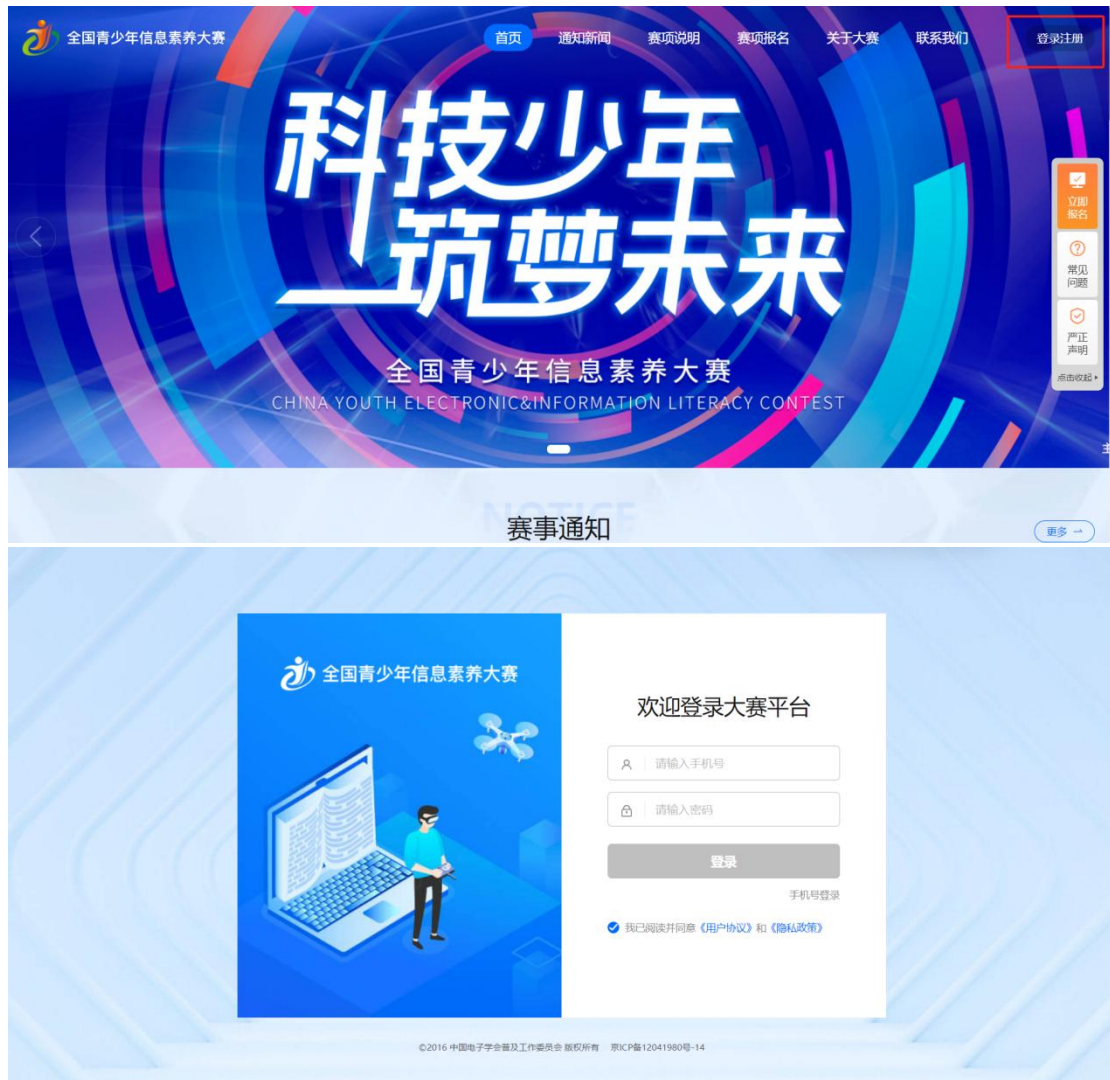 全国青少年信息素养大赛
首页 通知新闻 赛项说明 赛项报名 关于大赛 联系我们 登录注册
科技少年
筑梦未来
立即
报名
常见
问题
严正
声明
点击收起
全国青少年信息素养大赛
CHINA YOUTH ELECTRONIC&INFORMATION LITERACY CONTEST
主
NOTICE
赛事通知
更多
全国青少年信息素养大赛
欢迎登录大赛平台
请输入手机号
请输入密码
登录
手机号登录
我已阅读并同意《用户协议》和《隐私政策》
©2016 中国电子学会普及工作委员会 版权所有 京ICP备12041980号-14